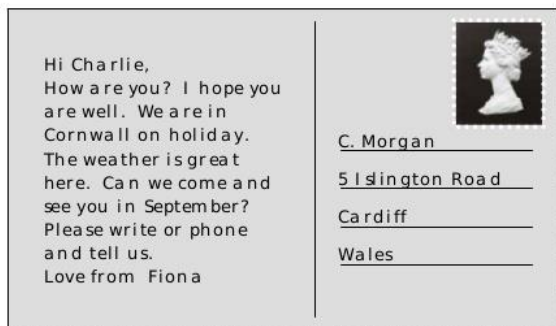 Hi Charlie,
How are you? I hope you
are well. We are in
Cornwall on holiday.
The weather is great
here. Can we come and
see you in September?
Please write or phone
and tell us.
Love from Fiona
C. Morgan
5 Islington Road
Cardiff
Wales